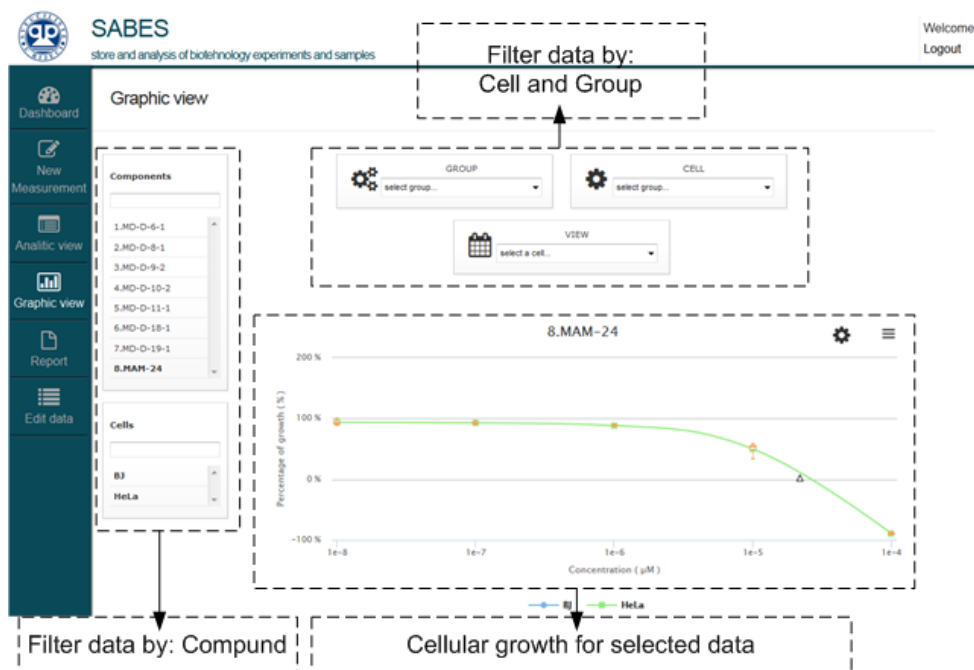 SABES
store and analysis of biotehnology experiments and samples
Welcome
Logout
Filter data by:
Cell and Group
Dashboard
New
Measurement
Analitic view
Graphic view
Report
Edit data
Graphic view
Components
1.MD-D-6-1
2.MD-D-8-1
3.MD-D-9-2
4.MD-D-10-2
5.MD-D-11-1
6.MD-D-18-1
7.MD-D-19-1
8.MAM-24
Cells
BJ
HeLa
GROUP
select group...
CELL
select group...
VIEW
select a cell...
8.MAM-24
Percentage of growth (%)
200 %
100 %
0 %
-100 %
1e-8
1e-7
1e-6
1e-5
1e-4
Concentration ( µM )
BJ
HeLa
Filter data by: Compund
Cellular growth for selected data